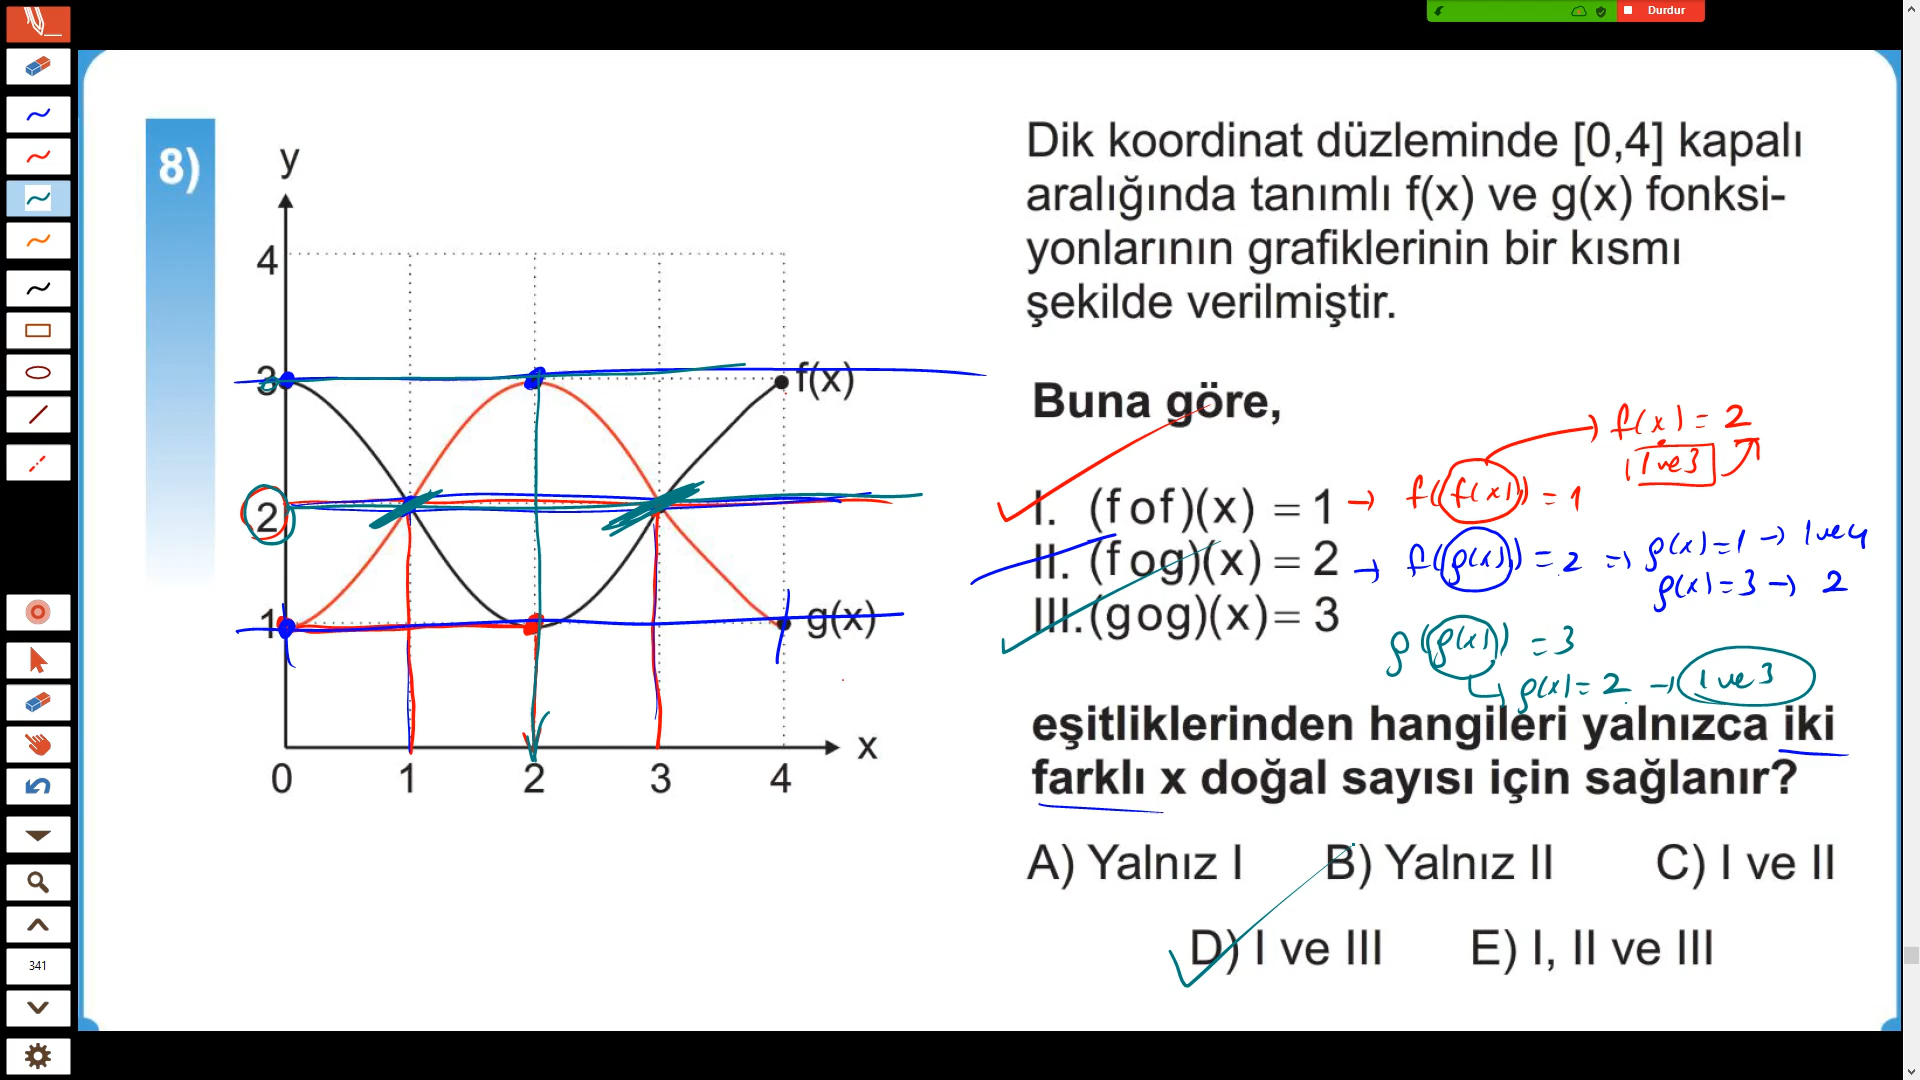 Durdur
8)
y
4
3
2
1
0 1 2 3 4
x
f(x)
g(x)
Dik koordinat düzleminde [0,4] kapalı
aralığında tanımlı f(x) ve g(x) fonksi-
yonlarının grafiklerinin bir kısmı
şekilde verilmiştir.
Buna göre,
I. (fof)(x) = 1 → f(f(x)) = 1 → f(x) = 2
1 ve 3
II. (fog)(x) = 2 → f(g(x)) = 2 → g(x) = 1 → 1 ve 4
g(x) = 3 → 2
III.(gog)(x)= 3
g(g(x)) = 3
g(x) = 2 → 1 ve 3
eşitliklerinden hangileri yalnızca iki
farklı x doğal sayısı için sağlanır?
A) Yalnız I B) Yalnız II C) I ve II
D) I ve III E) I, II ve III
341